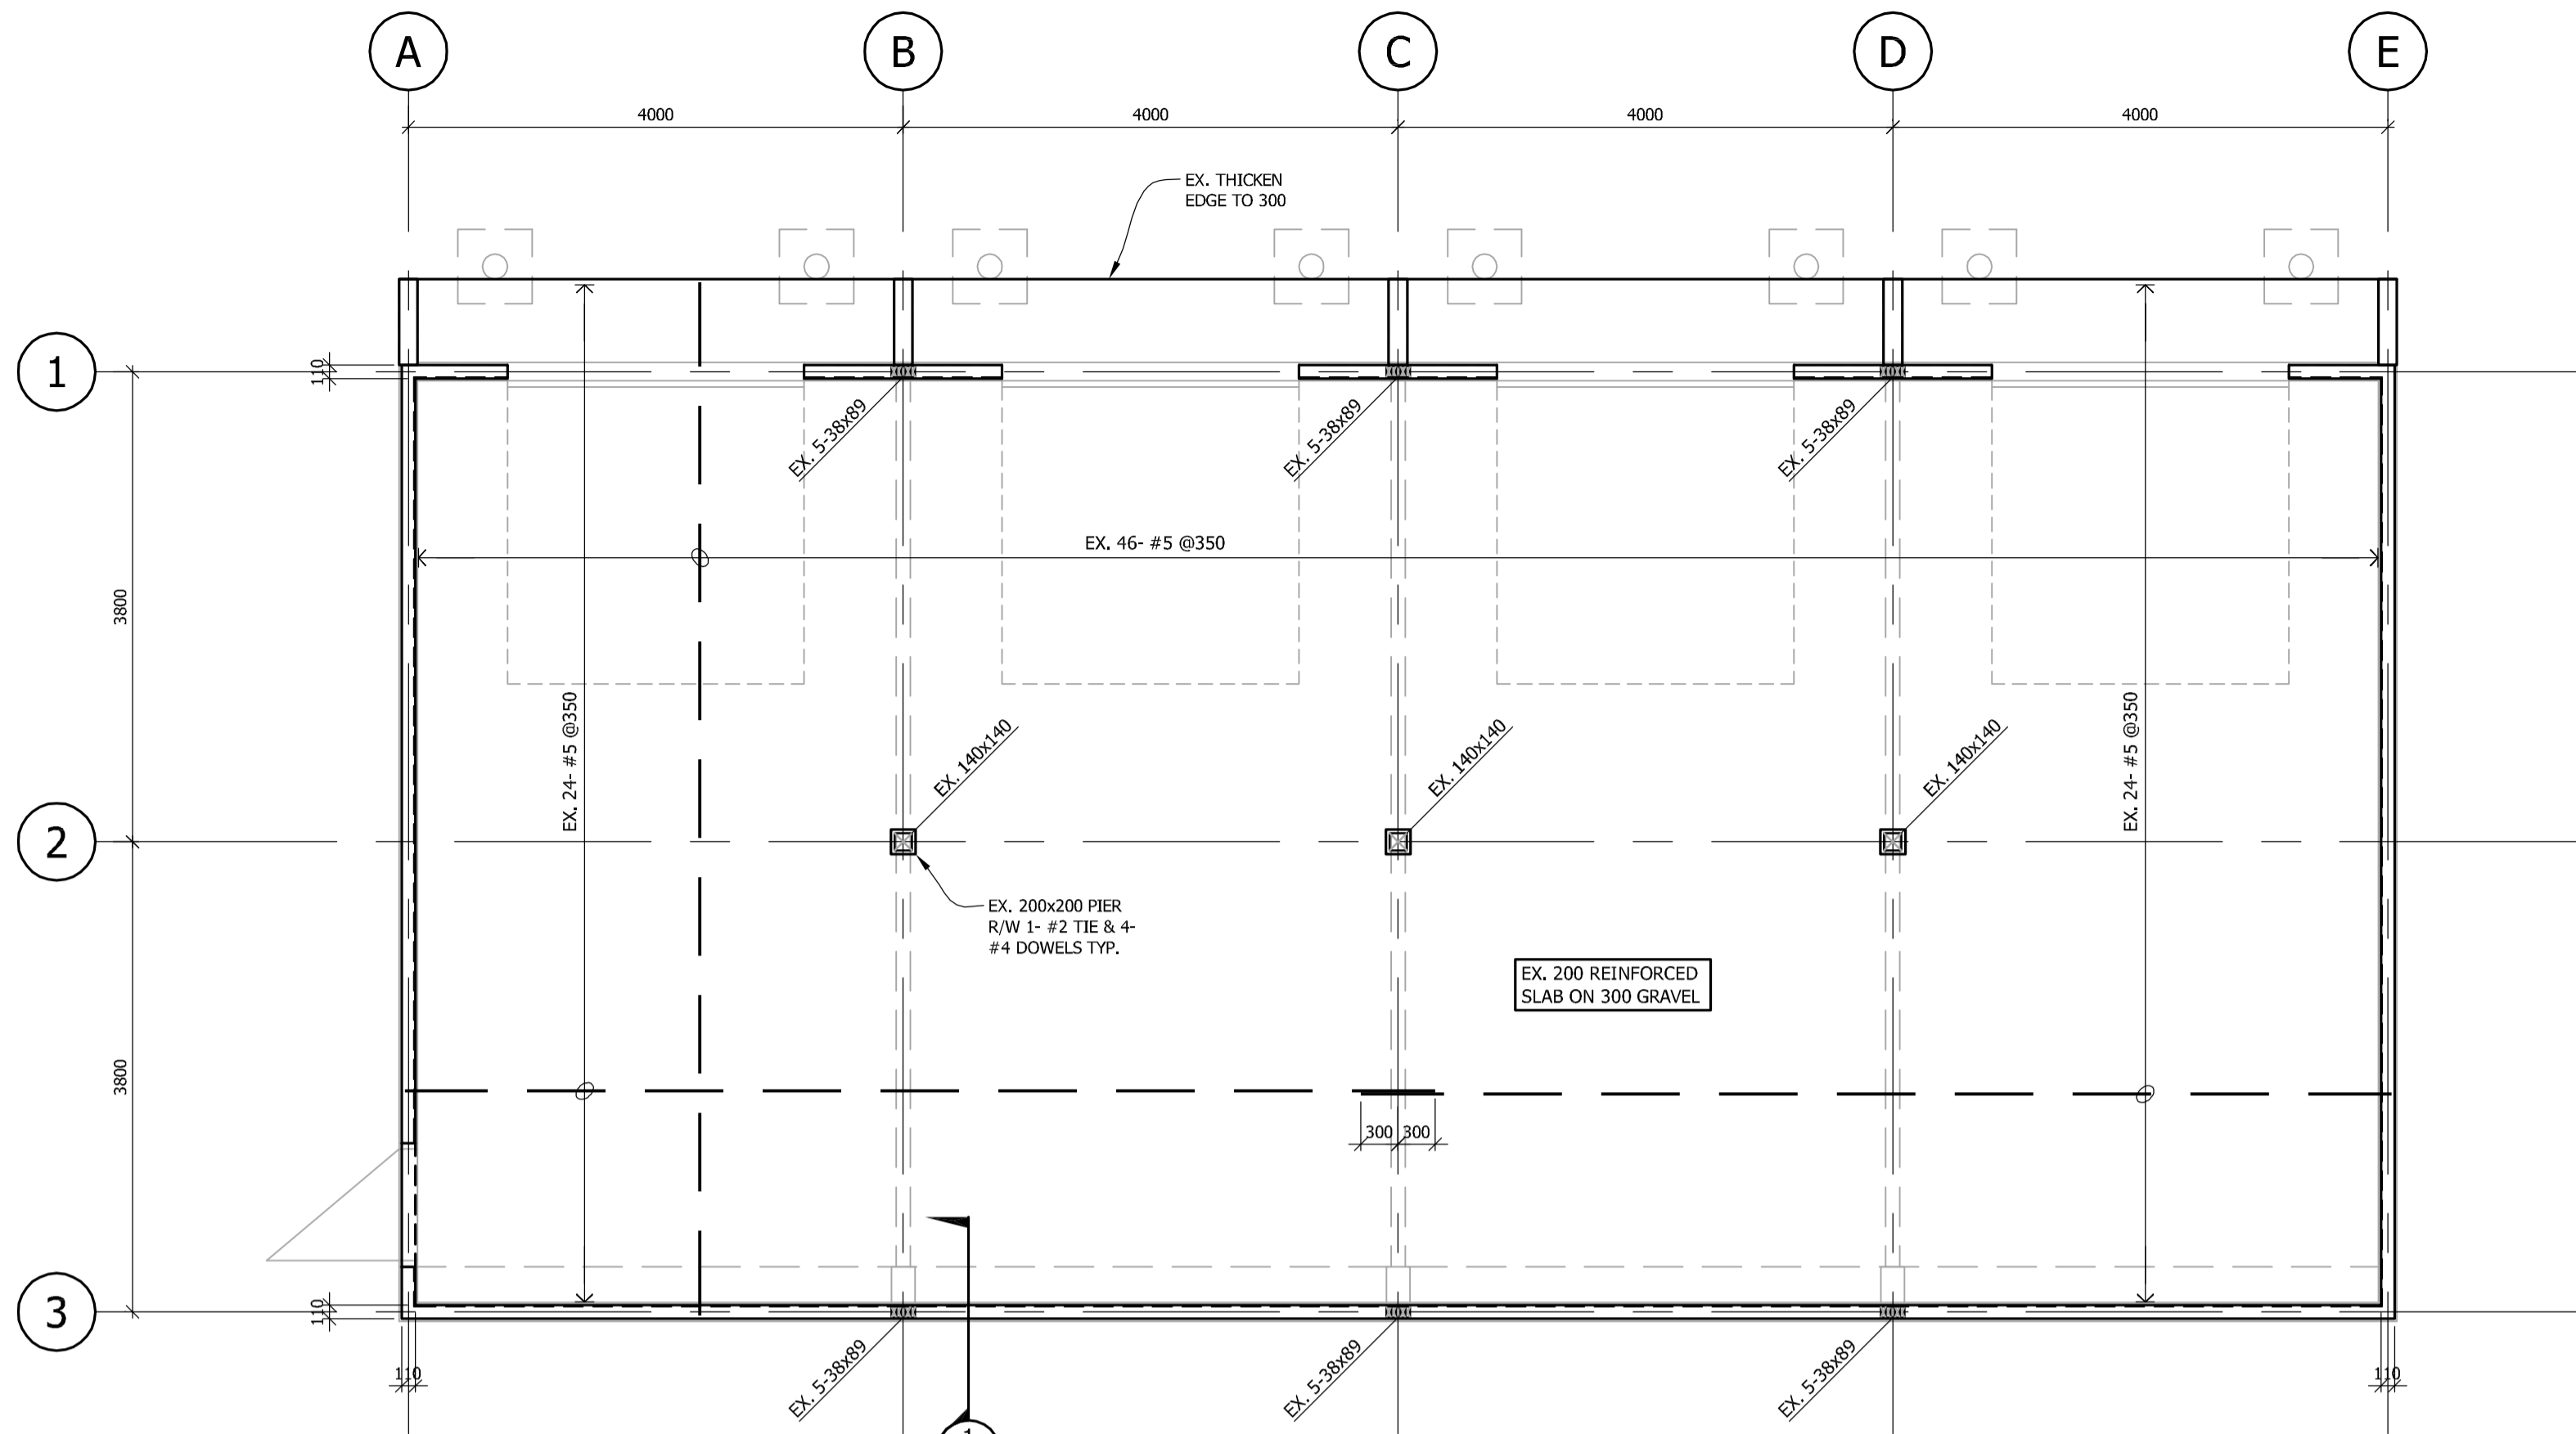 A B C D E
4000 4000 4000 4000
EX. THICKEN
EDGE TO 300
1
110
EX. 5-38x89 EX. 5-38x89 EX. 5-38x89
EX. 46- #5 @350
3800
EX. 24- #5 @350
EX. 24- #5 @350
EX. 140x140 EX. 140x140 EX. 140x140
2
EX. 200x200 PIER
R/W 1- #2 TIE & 4-
#4 DOWELS TYP.
EX. 200 REINFORCED
SLAB ON 300 GRAVEL
3800
300 300
3
110
110 110
EX. 5-38x89 EX. 5-38x89 EX. 5-38x89
1